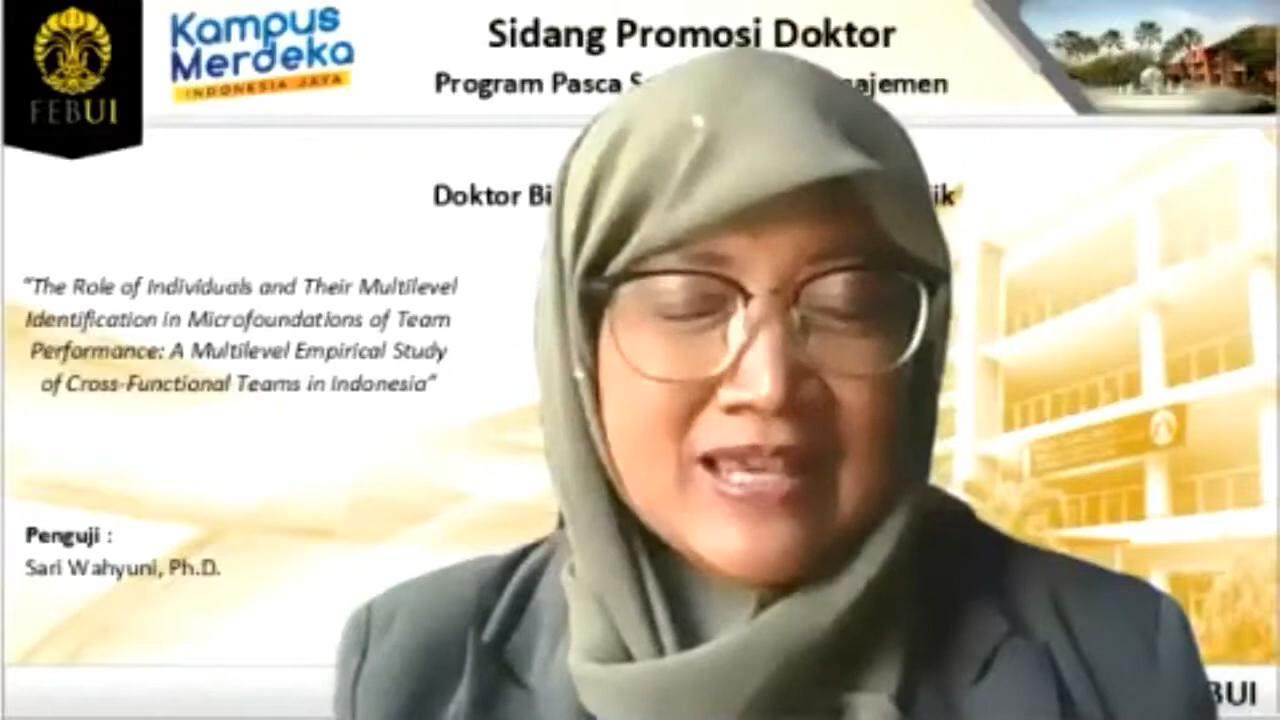 FEBUI
Kampus
Merdeka
INDONESIA JAYA
Sidang Promosi Doktor
Program Pasca S ajemen
Doktor Bi ik
“The Role of Individuals and Their Multilevel
Identification in Microfoundations of Team
Performance: A Multilevel Empirical Study
of Cross-Functional Teams in Indonesia”
Penguji :
Sari Wahyuni, Ph.D.
BUI